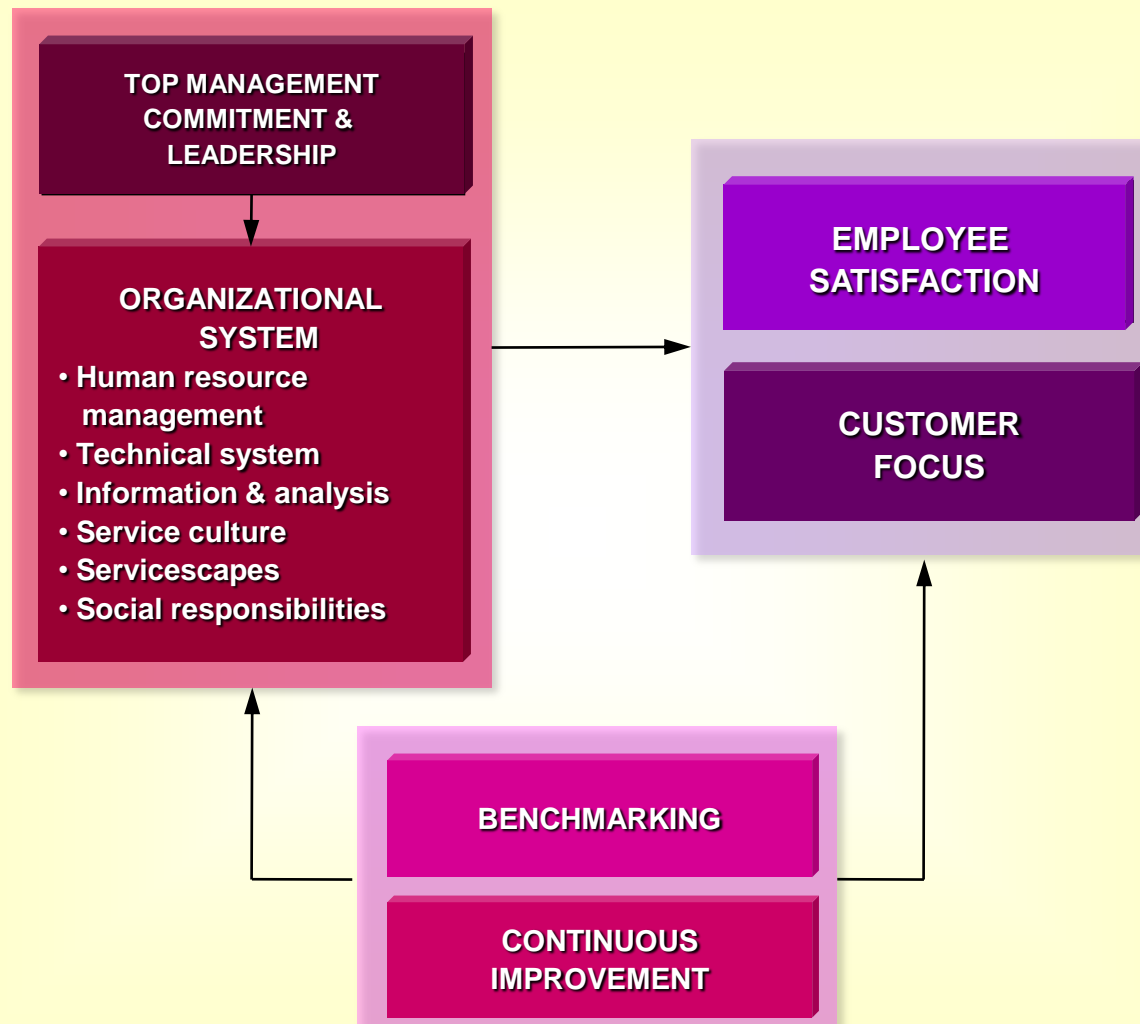 TOP MANAGEMENT
COMMITMENT &
LEADERSHIP
ORGANIZATIONAL
SYSTEM
• Human resource
management
• Technical system
• Information & analysis
• Service culture
• Servicescapes
• Social responsibilities
EMPLOYEE
SATISFACTION
CUSTOMER
FOCUS
BENCHMARKING
CONTINUOUS
IMPROVEMENT